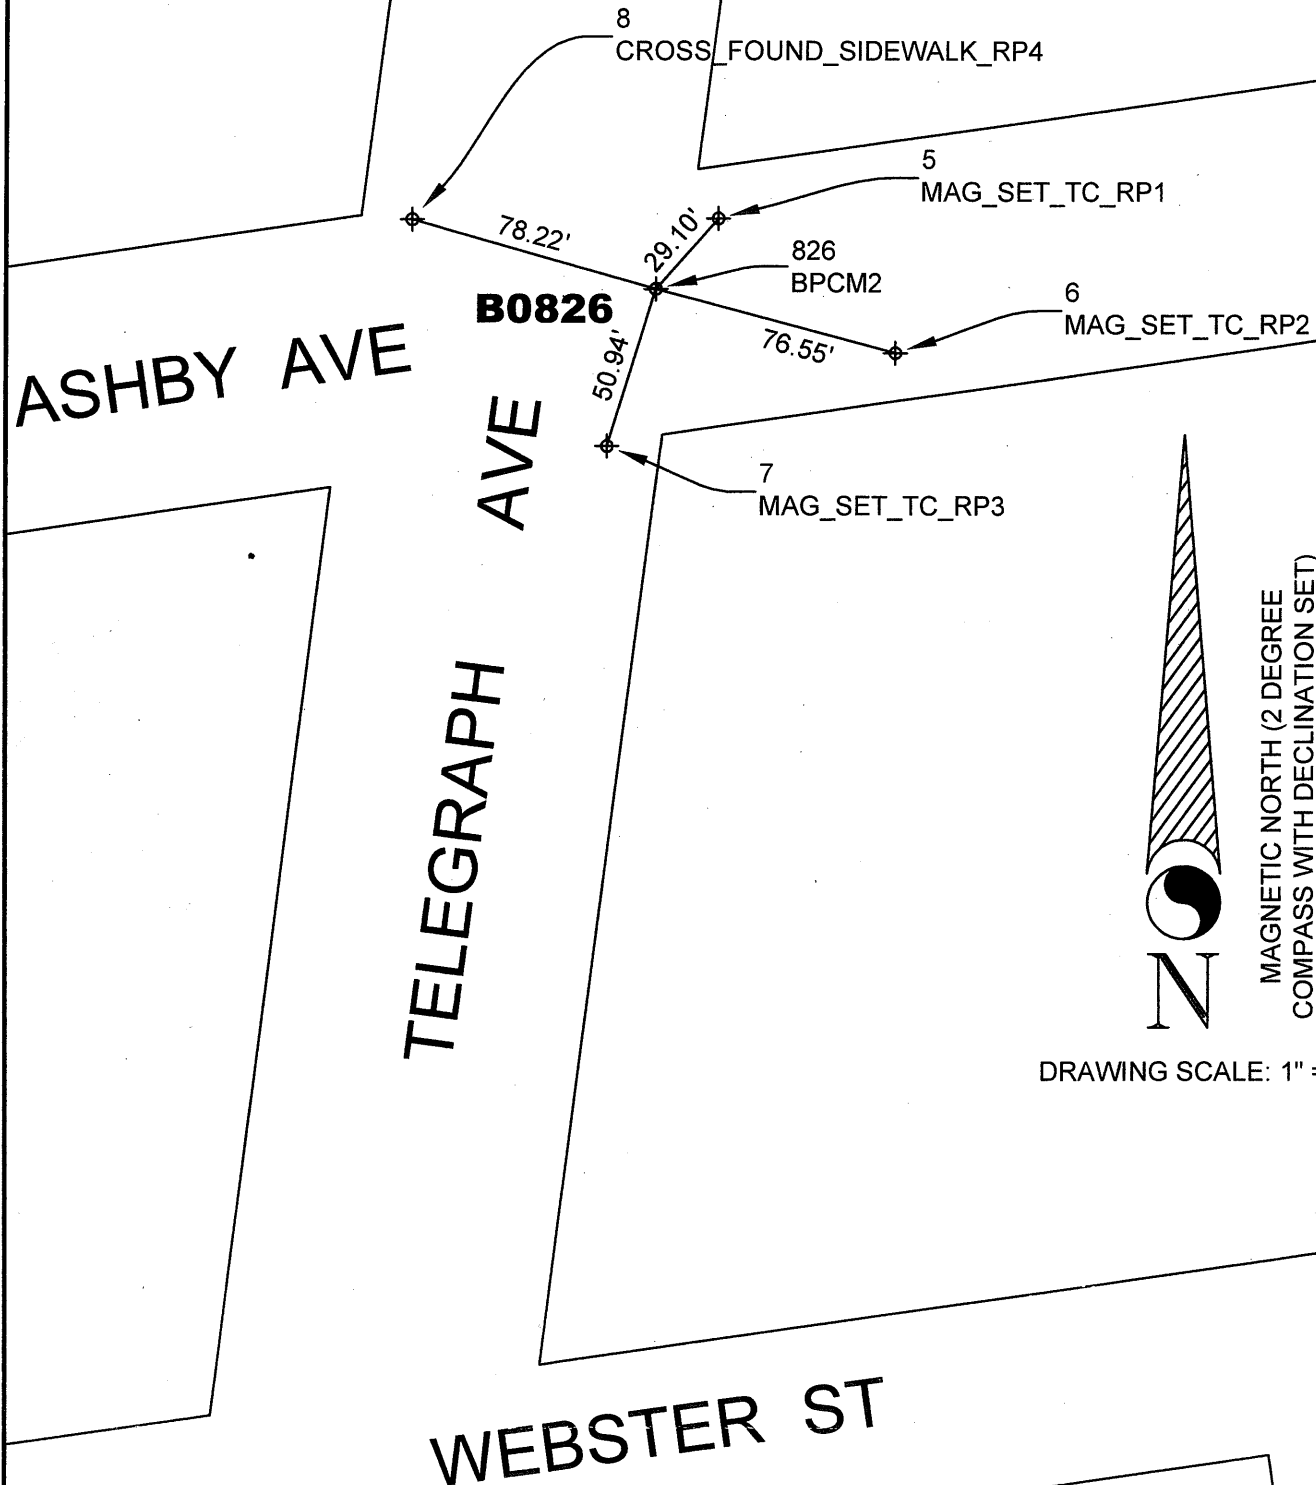 8
CROSS_FOUND_SIDEWALK_RP4
5
MAG_SET_TC_RP1
78.22'
29.10'
826
BPCM2
B0826
6
MAG_SET_TC_RP2
76.55'
50.94'
ASHBY AVE
7
MAG_SET_TC_RP3
TELEGRAPH AVE
MAGNETIC NORTH (2 DEGREE
COMPASS WITH DECLINATION SET)
N
DRAWING SCALE: 1" =
WEBSTER ST